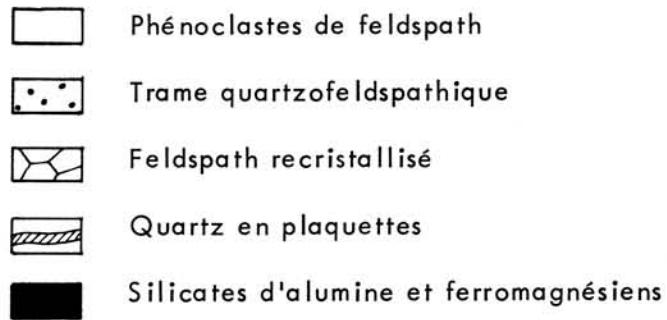 Phénoclastes de feldspath
Trame quartzofeldspathique
Feldspath recristallisé
Quartz en plaquettes
Silicates d'alumine et ferromagnésiens